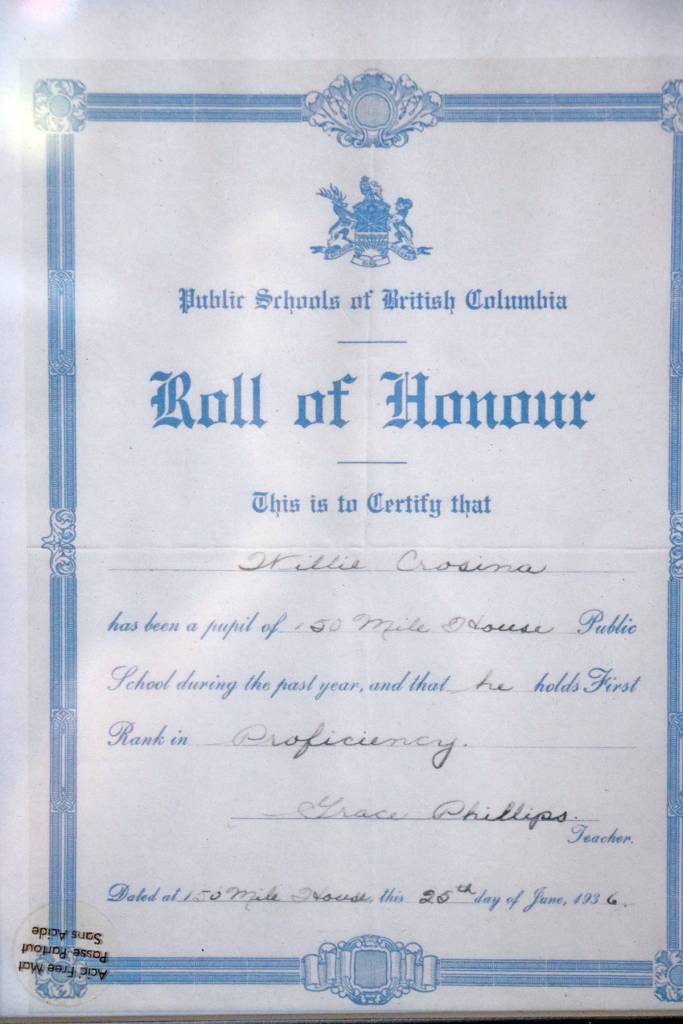 Public Schools of British Columbia
Roll of Honour
This is to Certify that
Willie Crosina
has been a pupil of 150 Mile House Public
School during the past year, and that he holds First
Rank in Proficiency.
Grace Phillips.
Teacher.
Dated at 150 Mile House, this 25th day of June, 1936.
Acid Free Mat
Passe-Partout
Sans Acide